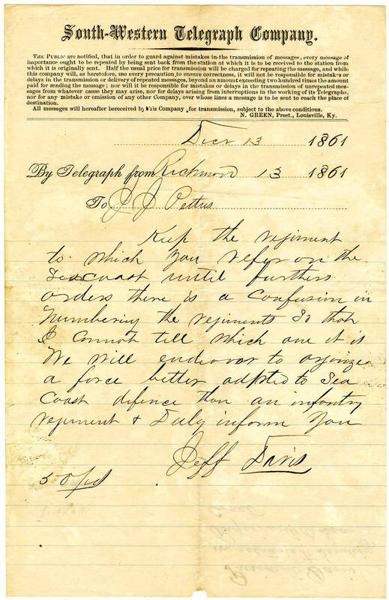 South-Western Telegraph Company.
THE PUBLIC are notified, that in order to guard against mistakes in the transmission of messages, every message of
importance ought to be repeated by being sent back from the station at which it is to be received to the station from
which it is originally sent. Half the usual price for transmission will be charged for repeating the message, and while
this company will, as heretofore, use every precaution to ensure correctness, it will not be responsible for mistakes or
delays in the transmission or delivery of repeated messages, beyond an amount exceeding two hundred times the amount
paid for sending the message; nor will it be responsible for mistakes or delays in the transmission of unrepeated messages
from whatever cause they may arise, nor for delays arising from interruptions in the working of its Telegraphs,
nor for any mistake or omission of any other Company, over whose lines a message is to be sent to reach the place of
destination.
All messages will hereafter be received by this Company for transmission, subject to the above conditions.
N. GREEN, Prest., Louisville, Ky.
Decr 13 1861
By Telegraph from Richmond 13 1861
To J J Pettus
Keep the regiment
to which you refer on the
Sea coast until further
orders there is a confusion in
numbering the regiments So that
I cannot tell which one it is
We will endeavor to organize
a force better adpted to Sea
Coast defence than an infantry
regiment & Duly inform you
Jeff Davis
50 pd